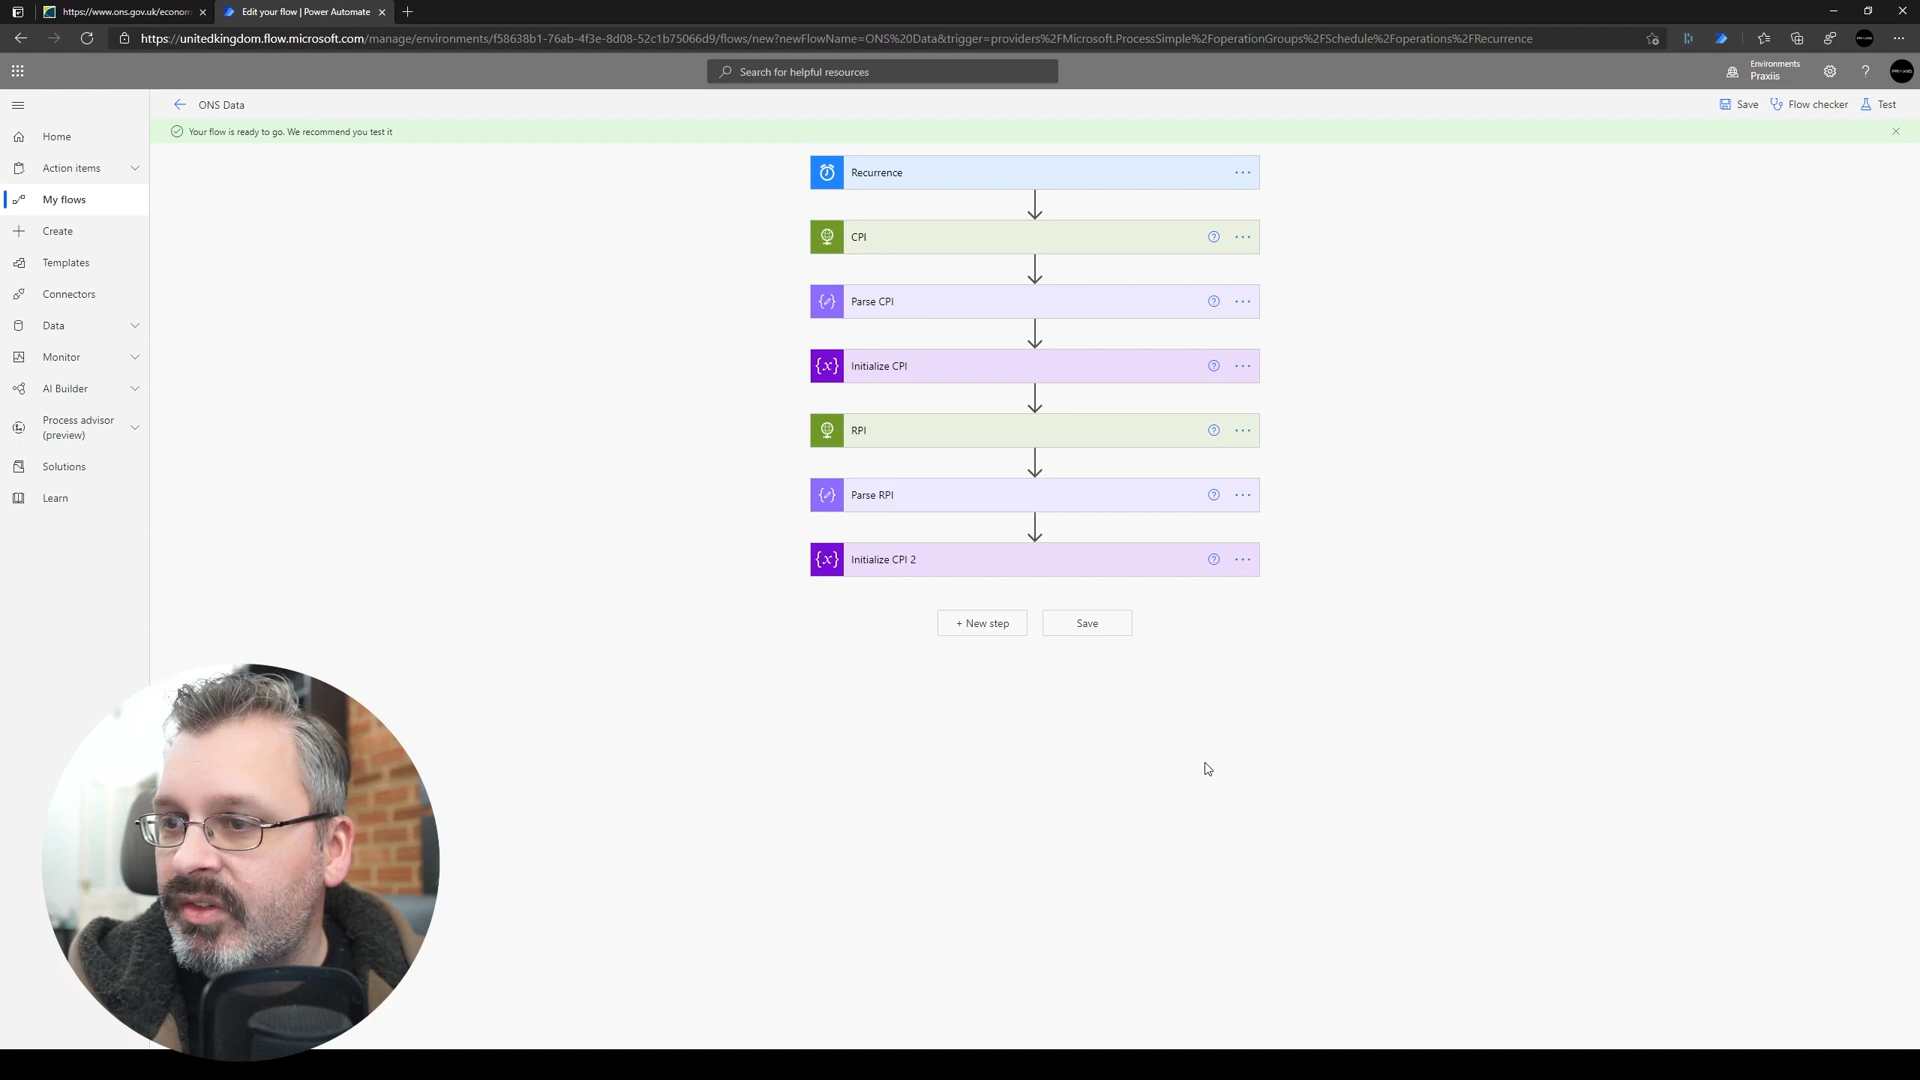 https://www.ons.gov.uk/econom
Edit your flow | Power Automate
https://unitedkingdom.flow.microsoft.com/manage/environments/f58638b1-76ab-4f3e-8d08-52c1b75066d9/flows/new?newFlowName=ONS%20Data&trigger=providers%2FMicrosoft.ProcessSimple%2FoperationGroups%2FSchedule%2Foperations%2FRecurrence
Search for helpful resources
Environments
Praxiis
ONS Data
Save
Flow checker
Test
Your flow is ready to go. We recommend you test it
Home
Action items
My flows
Create
Templates
Connectors
Data
Monitor
AI Builder
Process advisor
(preview)
Solutions
Learn
Recurrence
CPI
Parse CPI
Initialize CPI
RPI
Parse RPI
Initialize CPI 2
+ New step
Save